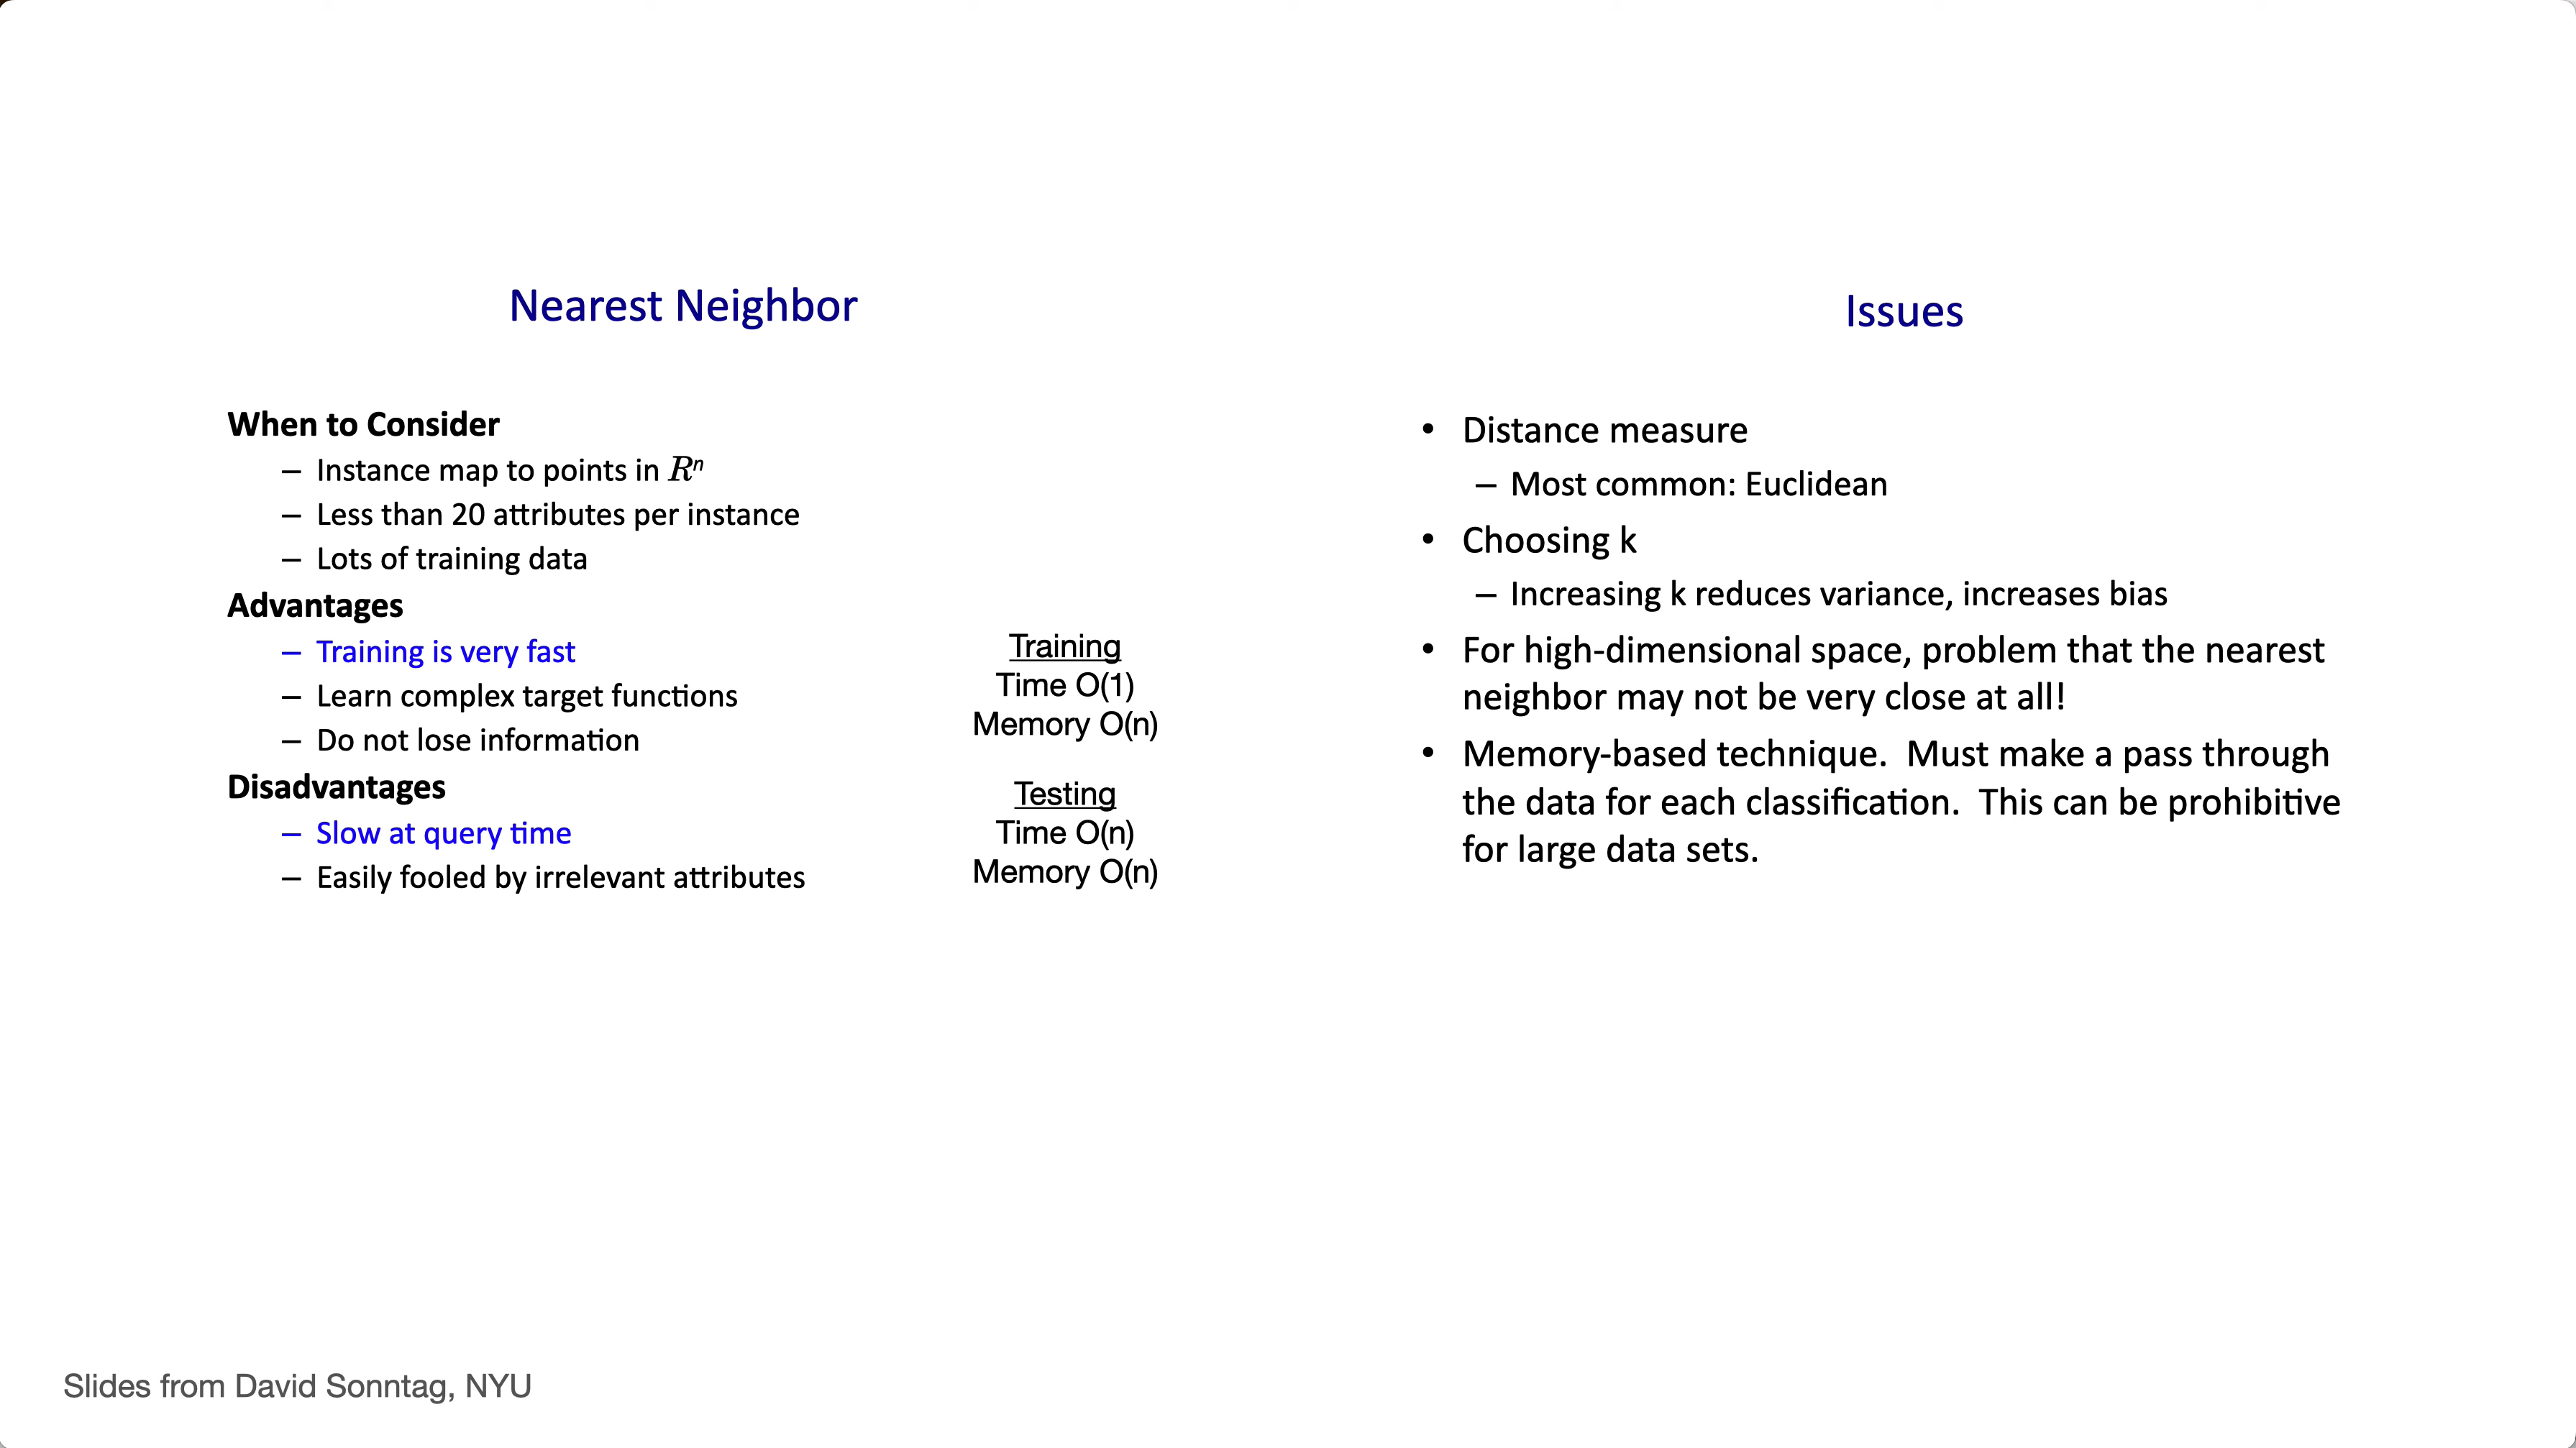 Nearest Neighbor
When to Consider
– Instance map to points in Rⁿ
– Less than 20 attributes per instance
– Lots of training data
Advantages
– Training is very fast
– Learn complex target functions
– Do not lose information
Disadvantages
– Slow at query time
– Easily fooled by irrelevant attributes
Training
Time O(1)
Memory O(n)
Testing
Time O(n)
Memory O(n)
Issues
• Distance measure
– Most common: Euclidean
• Choosing k
– Increasing k reduces variance, increases bias
• For high-dimensional space, problem that the nearest
neighbor may not be very close at all!
• Memory-based technique. Must make a pass through
the data for each classification. This can be prohibitive
for large data sets.
Slides from David Sonntag, NYU